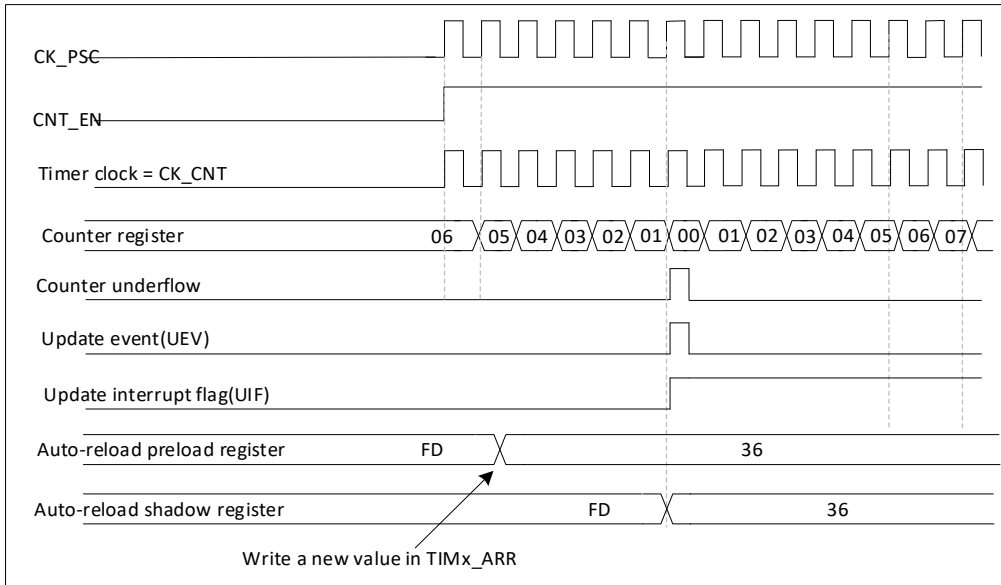 CK_PSC
CNT_EN
Timer clock = CK_CNT
Counter register 06 05 04 03 02 01 00 01 02 03 04 05 06 07
Counter underflow
Update event(UEV)
Update interrupt flag(UIF)
Auto-reload preload register FD 36
Auto-reload shadow register FD 36
Write a new value in TIMx_ARR